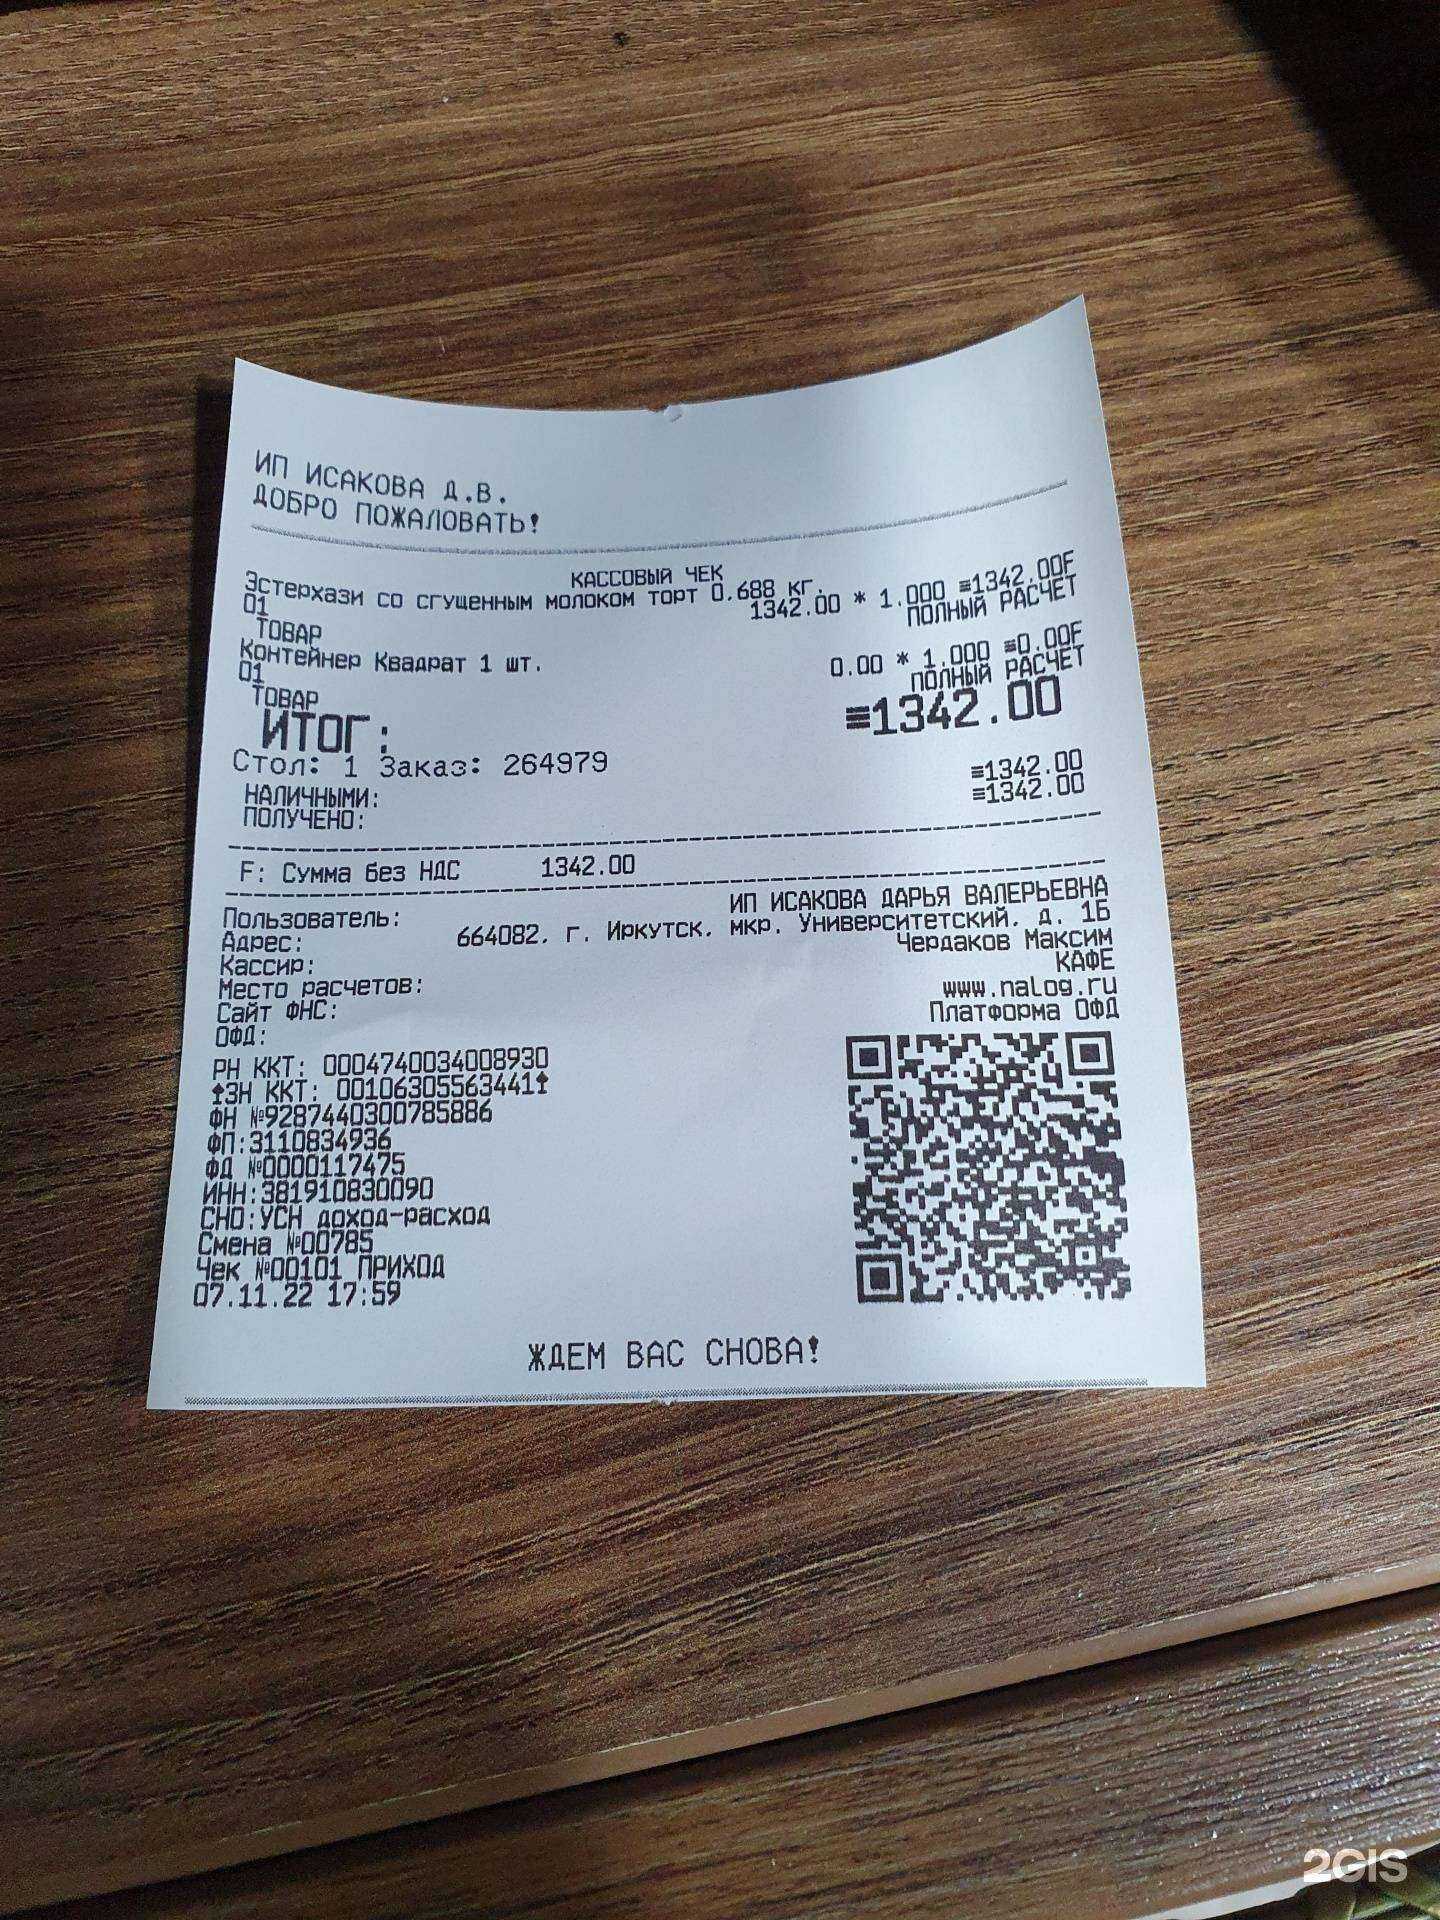 ИП ИСАКОВА Д.В.
ДОБРО ПОЖАЛОВАТЬ!
КАССОВЫЙ ЧЕК
Эстерхази со сгущенным молоком торт 0.688 кг.
1342.00 * 1.000 ≡1342.00F
01 ПОЛНЫЙ РАСЧЕТ
ТОВАР
Контейнер Квадрат 1 шт. 0.00 * 1.000 ≡0.00F
01 ПОЛНЫЙ РАСЧЕТ
ТОВАР
ИТОГ: ≡1342.00
Стол: 1 Заказ: 264979
НАЛИЧНЫМИ: ≡1342.00
ПОЛУЧЕНО: ≡1342.00
F: Сумма без НДС 1342.00
Пользователь: ИП ИСАКОВА ДАРЬЯ ВАЛЕРЬЕВНА
Адрес: 664082, г. Иркутск, мкр. Университетский, д. 1Б
Кассир: Чердаков Максим
Место расчетов: КАФЕ
Сайт ФНС: www.nalog.ru
ОФД: Платформа ОФД
РН ККТ: 0004740034008930
ЗН ККТ: 00106305563441
ФН №9287440300785886
ФП:3110834936
ФД №0000117475
ИНН:381910830090
СНО:УСН доход-расход
Смена №00785
Чек №00101 ПРИХОД
07.11.22 17:59
ЖДЕМ ВАС СНОВА!
2GIS